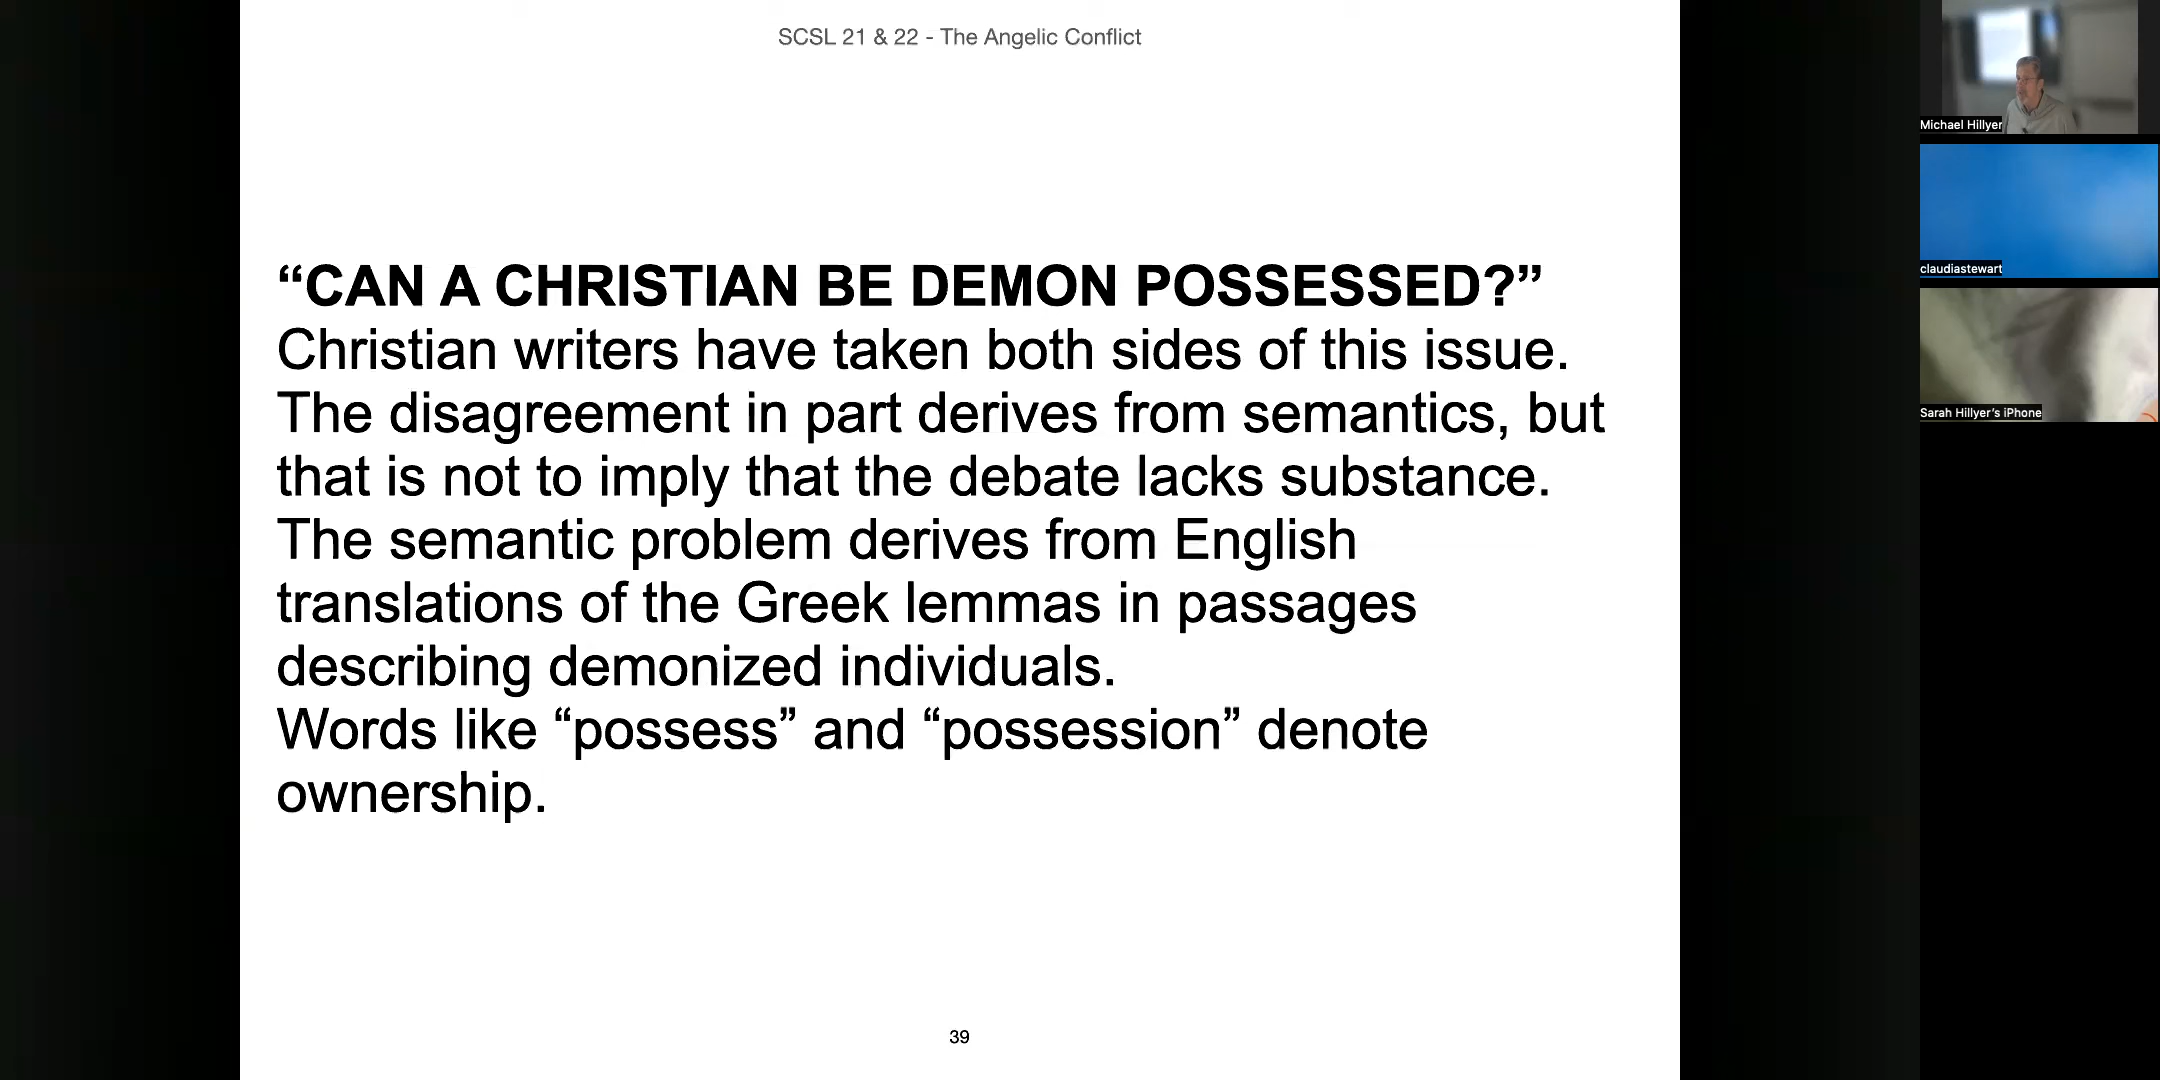 SCSL 21 & 22 - The Angelic Conflict
“CAN A CHRISTIAN BE DEMON POSSESSED?”
Christian writers have taken both sides of this issue.
The disagreement in part derives from semantics, but
that is not to imply that the debate lacks substance.
The semantic problem derives from English
translations of the Greek lemmas in passages
describing demonized individuals.
Words like “possess” and “possession” denote
ownership.
39
Michael Hillyer
claudiastewart
Sarah Hillyer’s iPhone